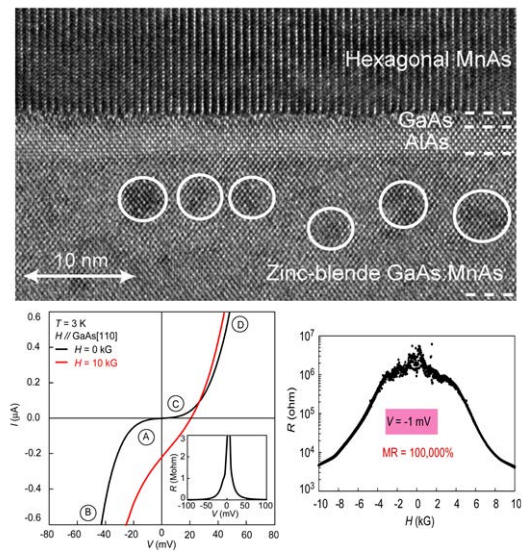 Hexagonal MnAs
GaAs
AlAs
10 nm
Zinc-blende GaAs:MnAs
0.6
0.4
0.2
0.0
-0.2
-0.4
-0.6
I (μA)
T = 3 K
H // GaAs[110]
H = 0 kG
H = 10 kG
A
B
C
D
R (Mohm)
3
2
1
0
-100 -50 0 50 100
V (mV)
-80 -60 -40 -20 0 20 40 60 80
V (mV)
R (ohm)
10⁷
10⁶
10⁵
10⁴
10³
V = -1 mV
MR = 100,000%
-10 -8 -6 -4 -2 0 2 4 6 8 10
H (kG)